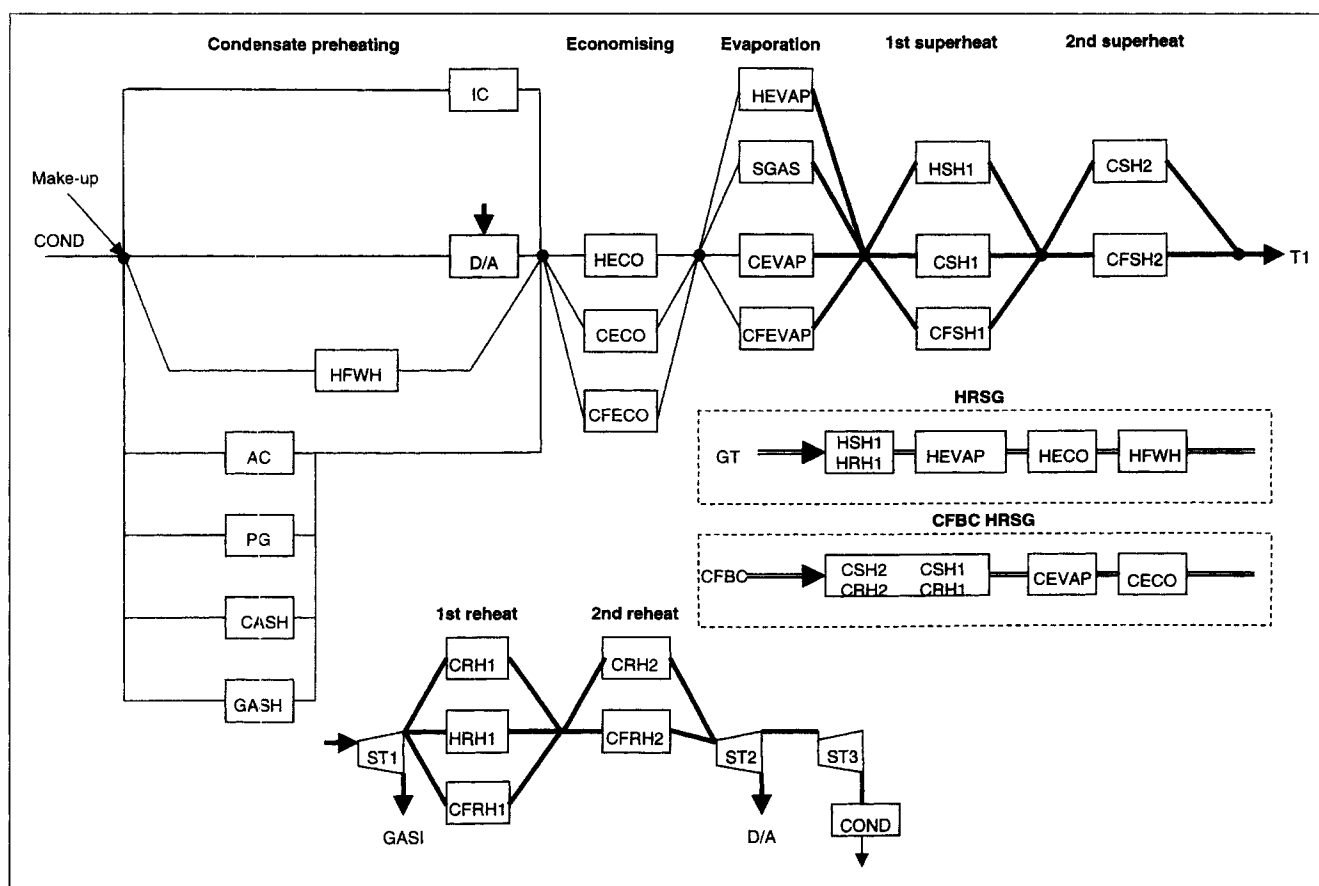 Condensate preheating
Economising
Evaporation
1st superheat
2nd superheat
IC
HEVAP
SGAS
HSH1
CSH2
Make-up
COND
D/A
HECO
CEVAP
CSH1
CFSH2
T1
CECO
CFEVAP
CFSH1
HFWH
CFECO
HRSG
GT
HSH1
HRH1
HEVAP
HECO
HFWH
AC
PG
CASH
GASH
CFBC HRSG
CFBC
CSH2 CSH1
CRH2 CRH1
CEVAP
CECO
1st reheat
2nd reheat
CRH1
CRH2
HRH1
CFRH2
ST1
ST2
ST3
CFRH1
GASI
D/A
COND